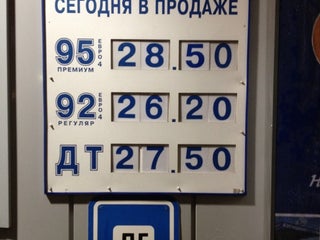 СЕГОДНЯ В ПРОДАЖЕ
95 ЕВРО 4 28.50
ПРЕМИУМ
92 ЕВРО 4 26.20
РЕГУЛЯР
ДТ 27.50